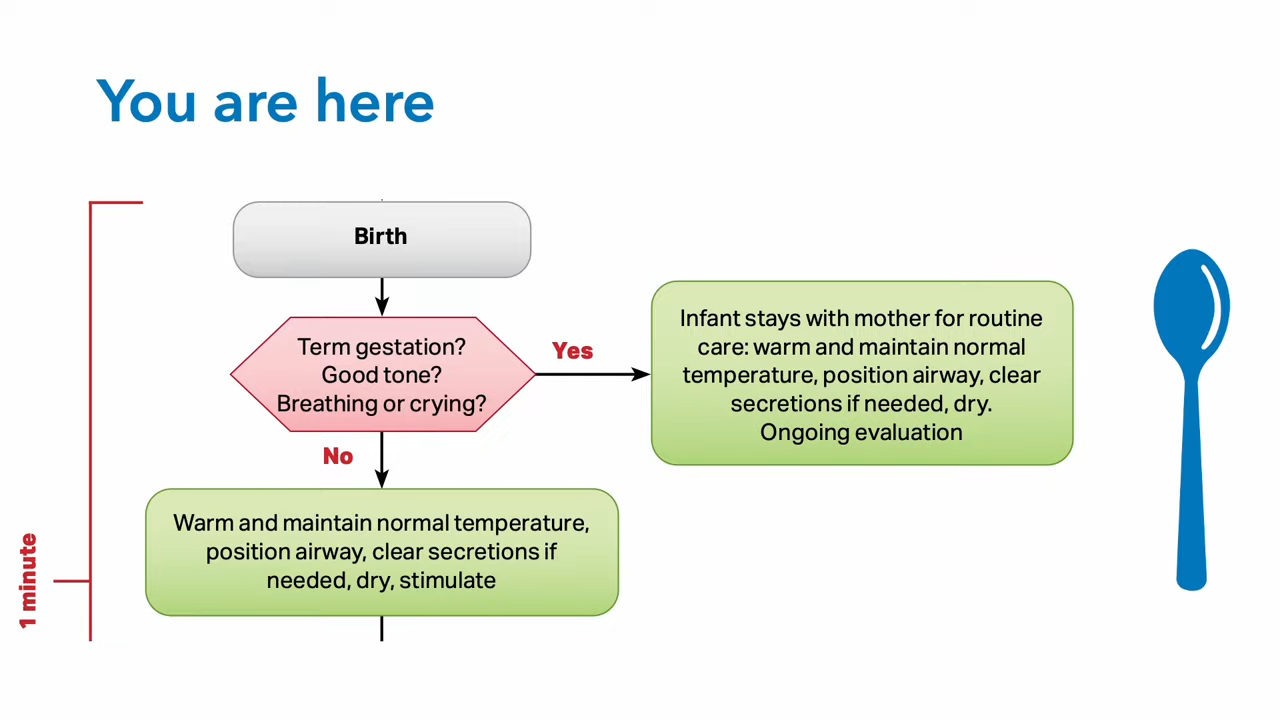 You are here
Birth
Term gestation?
Good tone?
Breathing or crying?
Yes
Infant stays with mother for routine
care: warm and maintain normal
temperature, position airway, clear
secretions if needed, dry.
Ongoing evaluation
No
Warm and maintain normal temperature,
position airway, clear secretions if
needed, dry, stimulate
1 minute